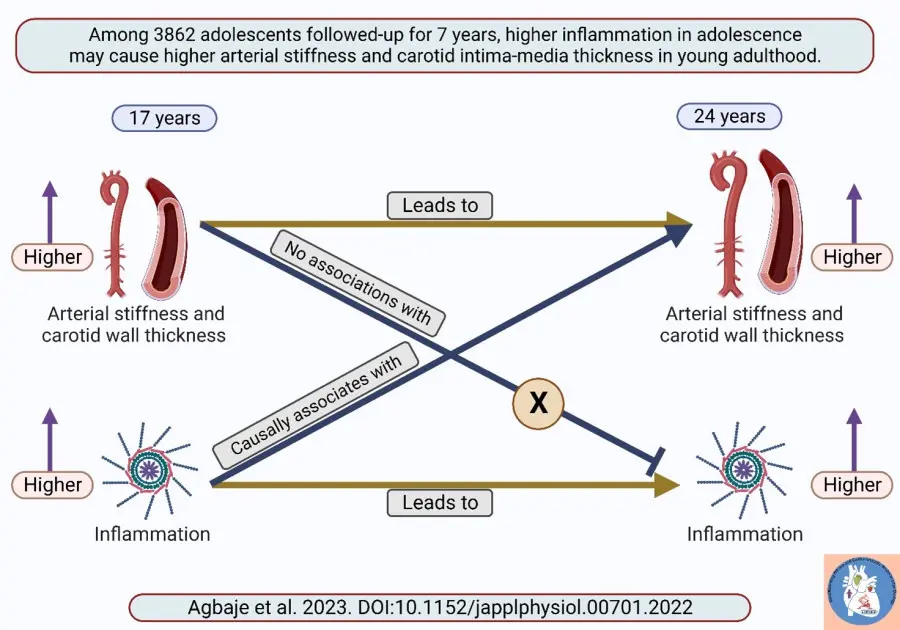 Among 3862 adolescents followed-up for 7 years, higher inflammation in adolescence
may cause higher arterial stiffness and carotid intima-media thickness in young adulthood.
17 years
24 years
Higher
Leads to
Higher
No associations with
Arterial stiffness and
carotid wall thickness
Arterial stiffness and
carotid wall thickness
Causally associates with
X
Higher
Leads to
Higher
Inflammation
Inflammation
Agbaje et al. 2023. DOI:10.1152/japplphysiol.00701.2022